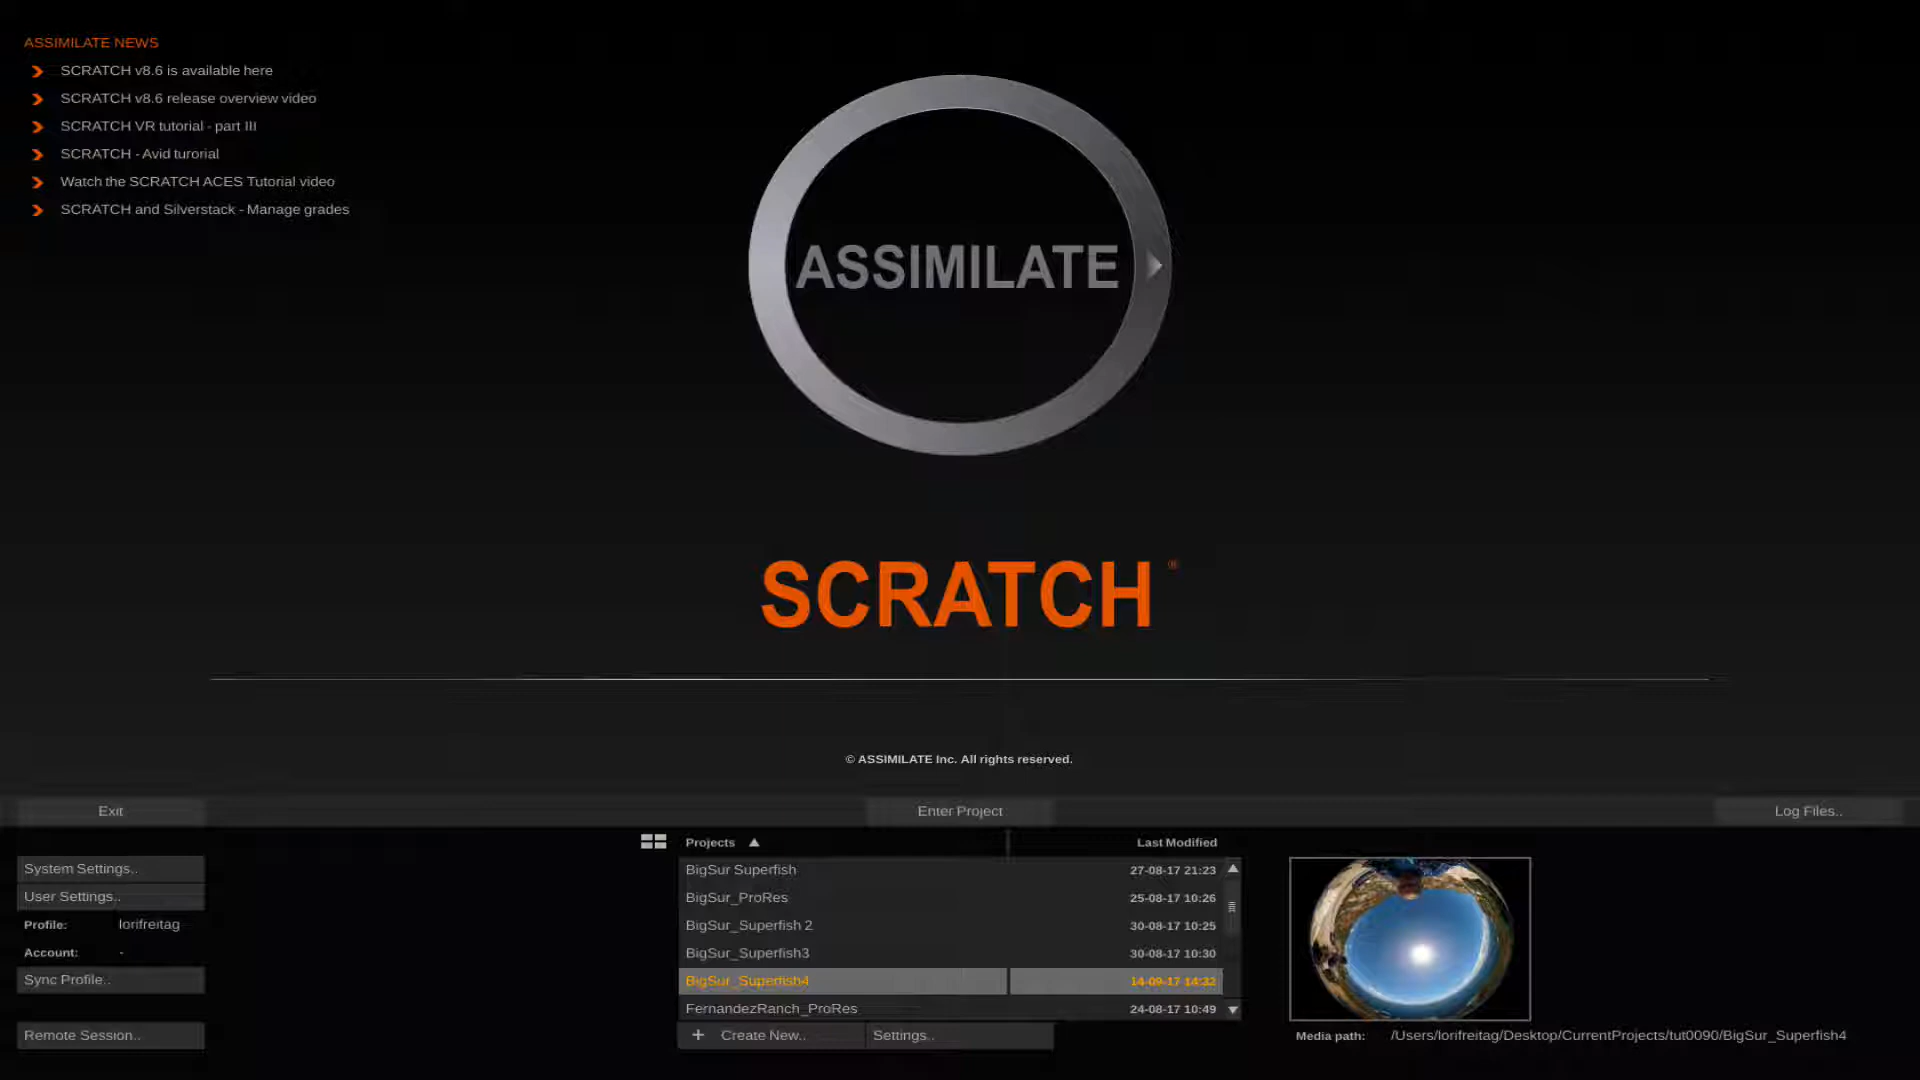 ASSIMILATE NEWS
SCRATCH v8.6 is available here
SCRATCH v8.6 release overview video
SCRATCH VR tutorial - part III
SCRATCH - Avid turorial
Watch the SCRATCH ACES Tutorial video
SCRATCH and Silverstack - Manage grades
ASSIMILATE
SCRATCH ®
© ASSIMILATE Inc. All rights reserved.
Exit
Enter Project
Log Files..
System Settings..
User Settings..
Profile: lorifreitag
Account: -
Sync Profile..
Remote Session..
Projects Last Modified
BigSur Superfish 27-08-17 21:23
BigSur_ProRes 25-08-17 10:26
BigSur_Superfish 2 30-08-17 10:25
BigSur_Superfish3 30-08-17 10:30
BigSur_Superfish4 14-09-17 14:32
FernandezRanch_ProRes 24-08-17 10:49
+ Create New..
Settings..
Media path: /Users/lorifreitag/Desktop/CurrentProjects/tut0090/BigSur_Superfish4